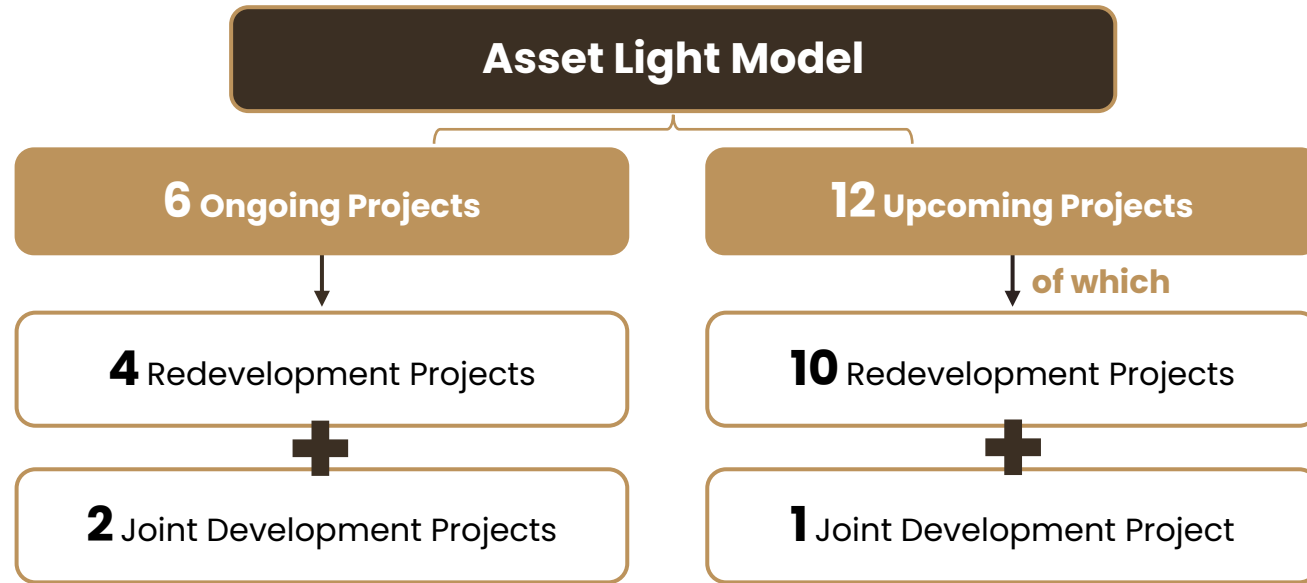 Asset Light Model
6 Ongoing Projects
12 Upcoming Projects
of which
4 Redevelopment Projects
10 Redevelopment Projects
2 Joint Development Projects
1 Joint Development Project